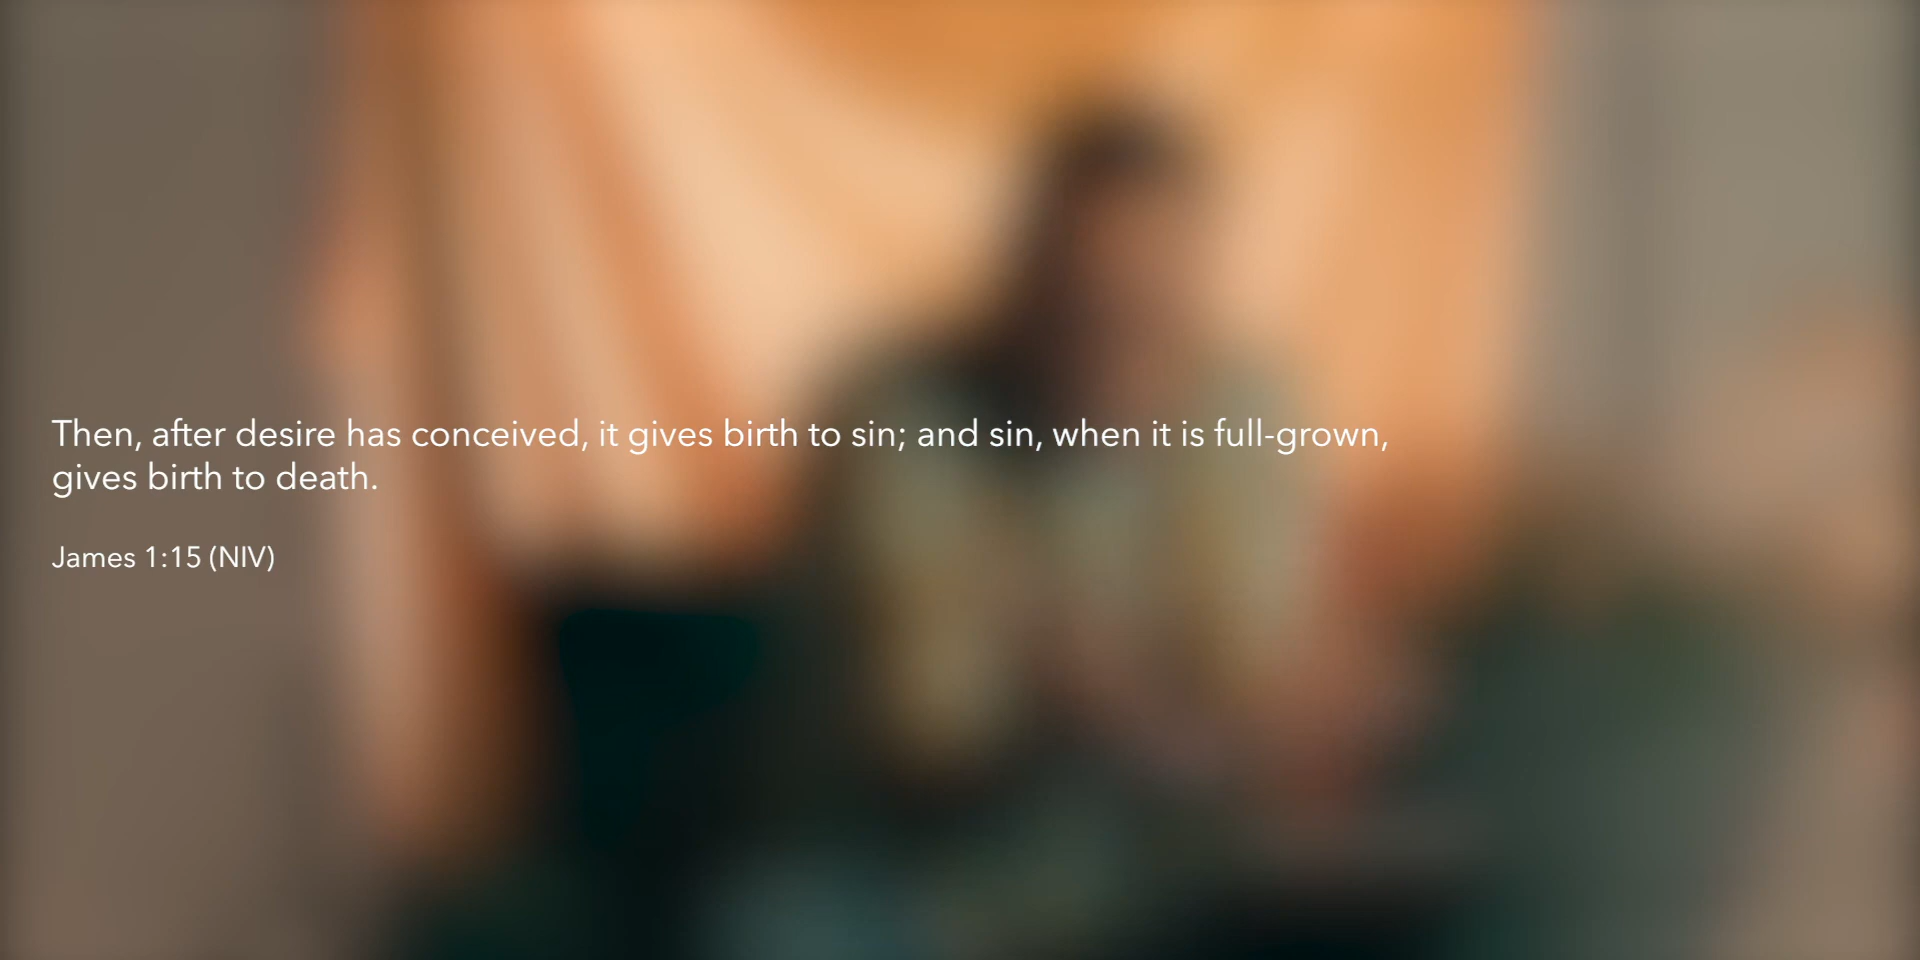 Then, after desire has conceived, it gives birth to sin; and sin, when it is full-grown,
gives birth to death.
James 1:15 (NIV)